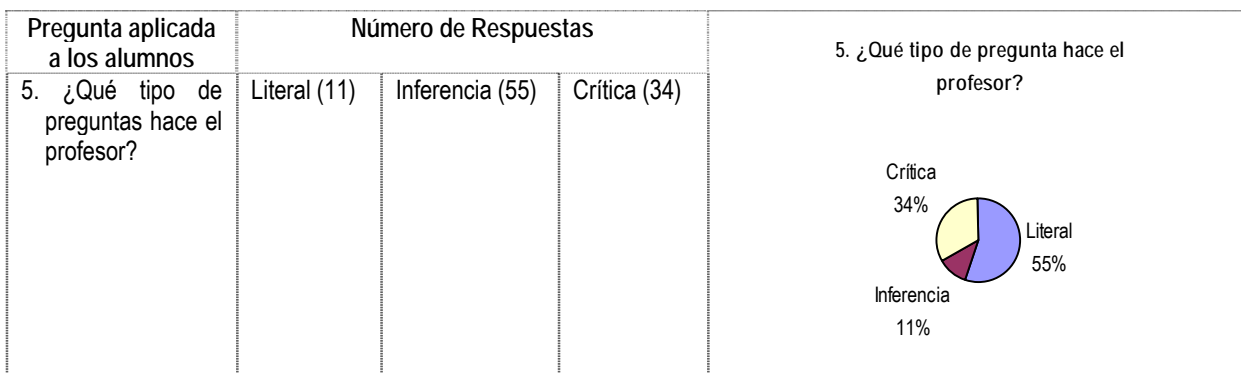 Pregunta aplicada
a los alumnos
Número de Respuestas
5. ¿Qué tipo de
preguntas hace el
profesor?
Literal (11)
Inferencia (55)
Crítica (34)
5. ¿Qué tipo de pregunta hace el
profesor?
Crítica
34%
Literal
55%
Inferencia
11%